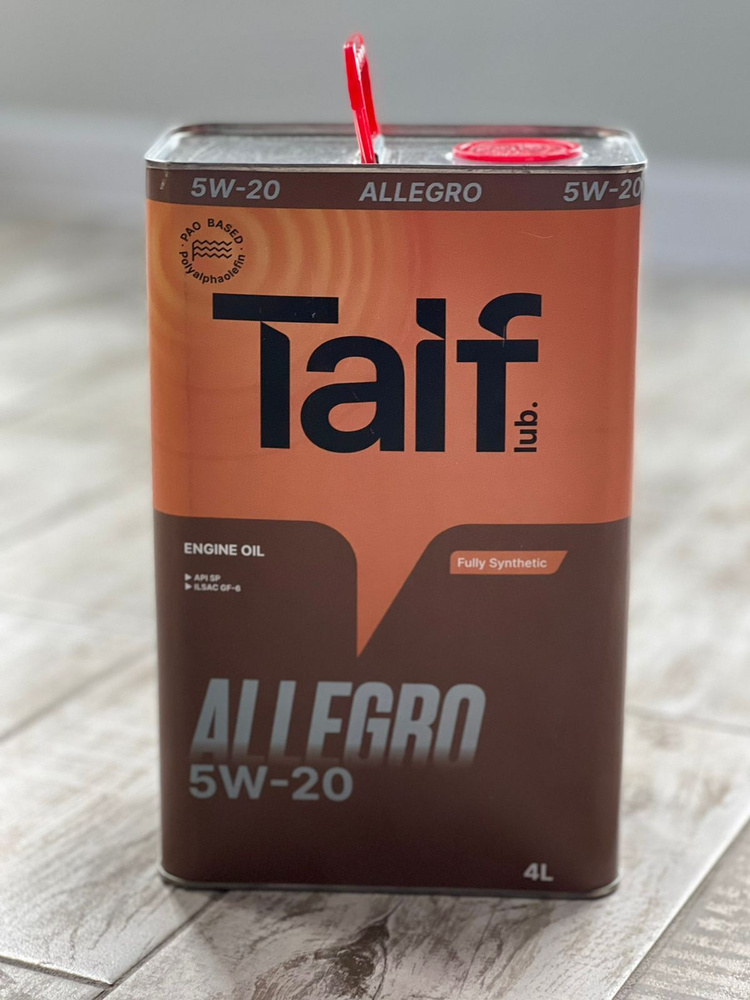 5W-20 ALLEGRO 5W-20
· PAO BASED ·
Polyalphaolefin
Taif
lub.
ENGINE OIL
Fully Synthetic
▶ API SP
▶ ILSAC GF-6
ALLEGRO
5W-20
4L